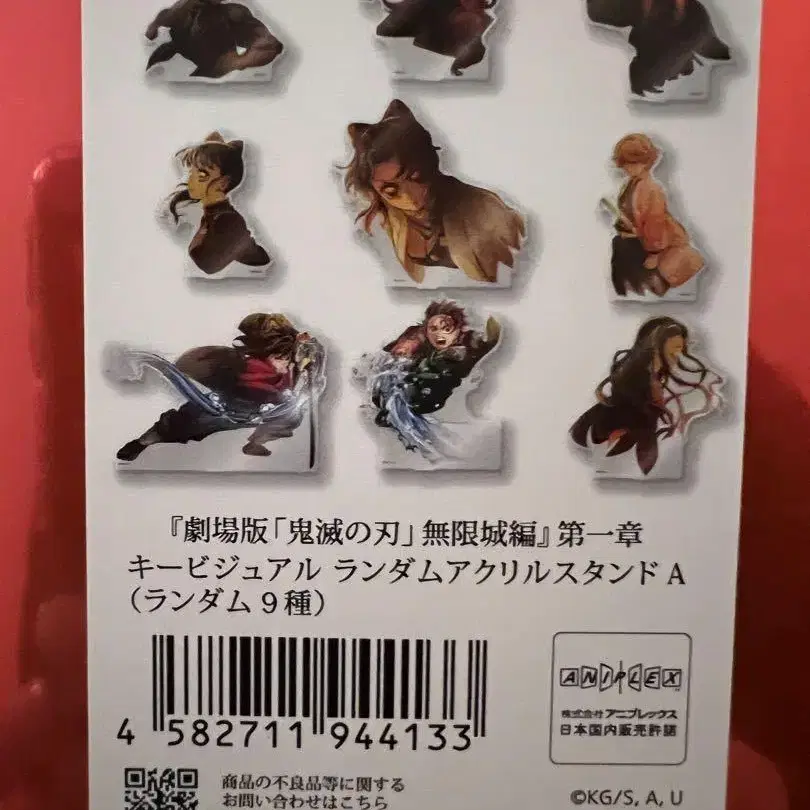 『劇場版「鬼滅の刃」無限城編』第一章
キービジュアル ランダムアクリルスタンド A
（ランダム 9 種）
4 582711 944133
ANIPLEX
株式会社アニプレックス
日本国内販売許諾
商品の不良品等に関する
お問い合わせはこちら
©KG/S, A, U